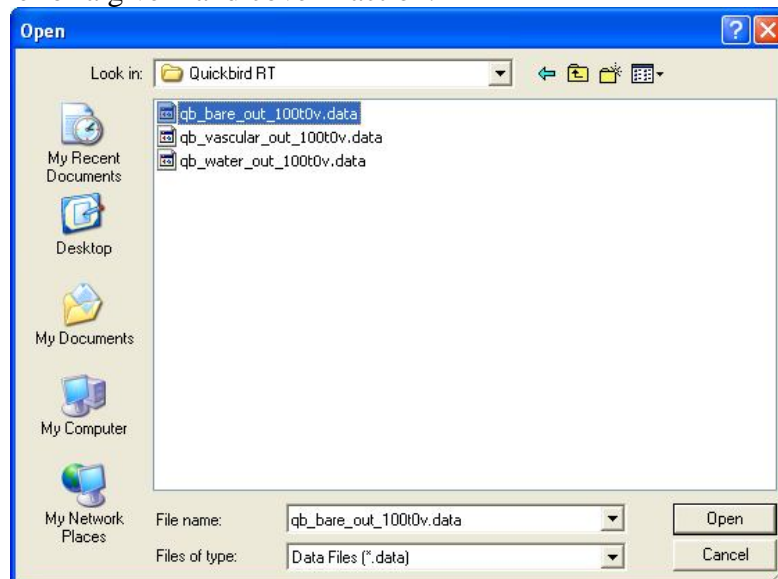 Open
Look in: Quickbird RT
qb_bare_out_100t0v.data
qb_vascular_out_100t0v.data
qb_water_out_100t0v.data
My Recent
Documents
Desktop
My Documents
My Computer
My Network
Places
File name: qb_bare_out_100t0v.data Open
Files of type: Data Files (*.data) Cancel